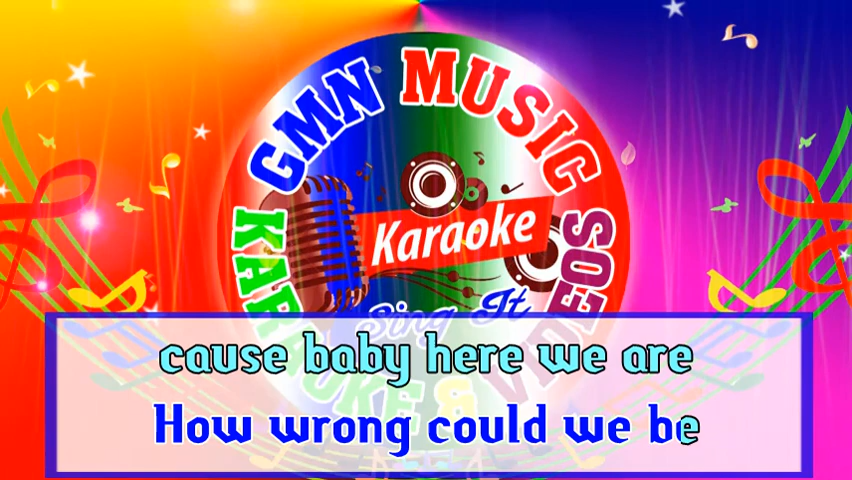 GMN MUSIC
KARAOKE & VIDEOS
Karaoke
Sing It
cause baby here we are
How wrong could we be